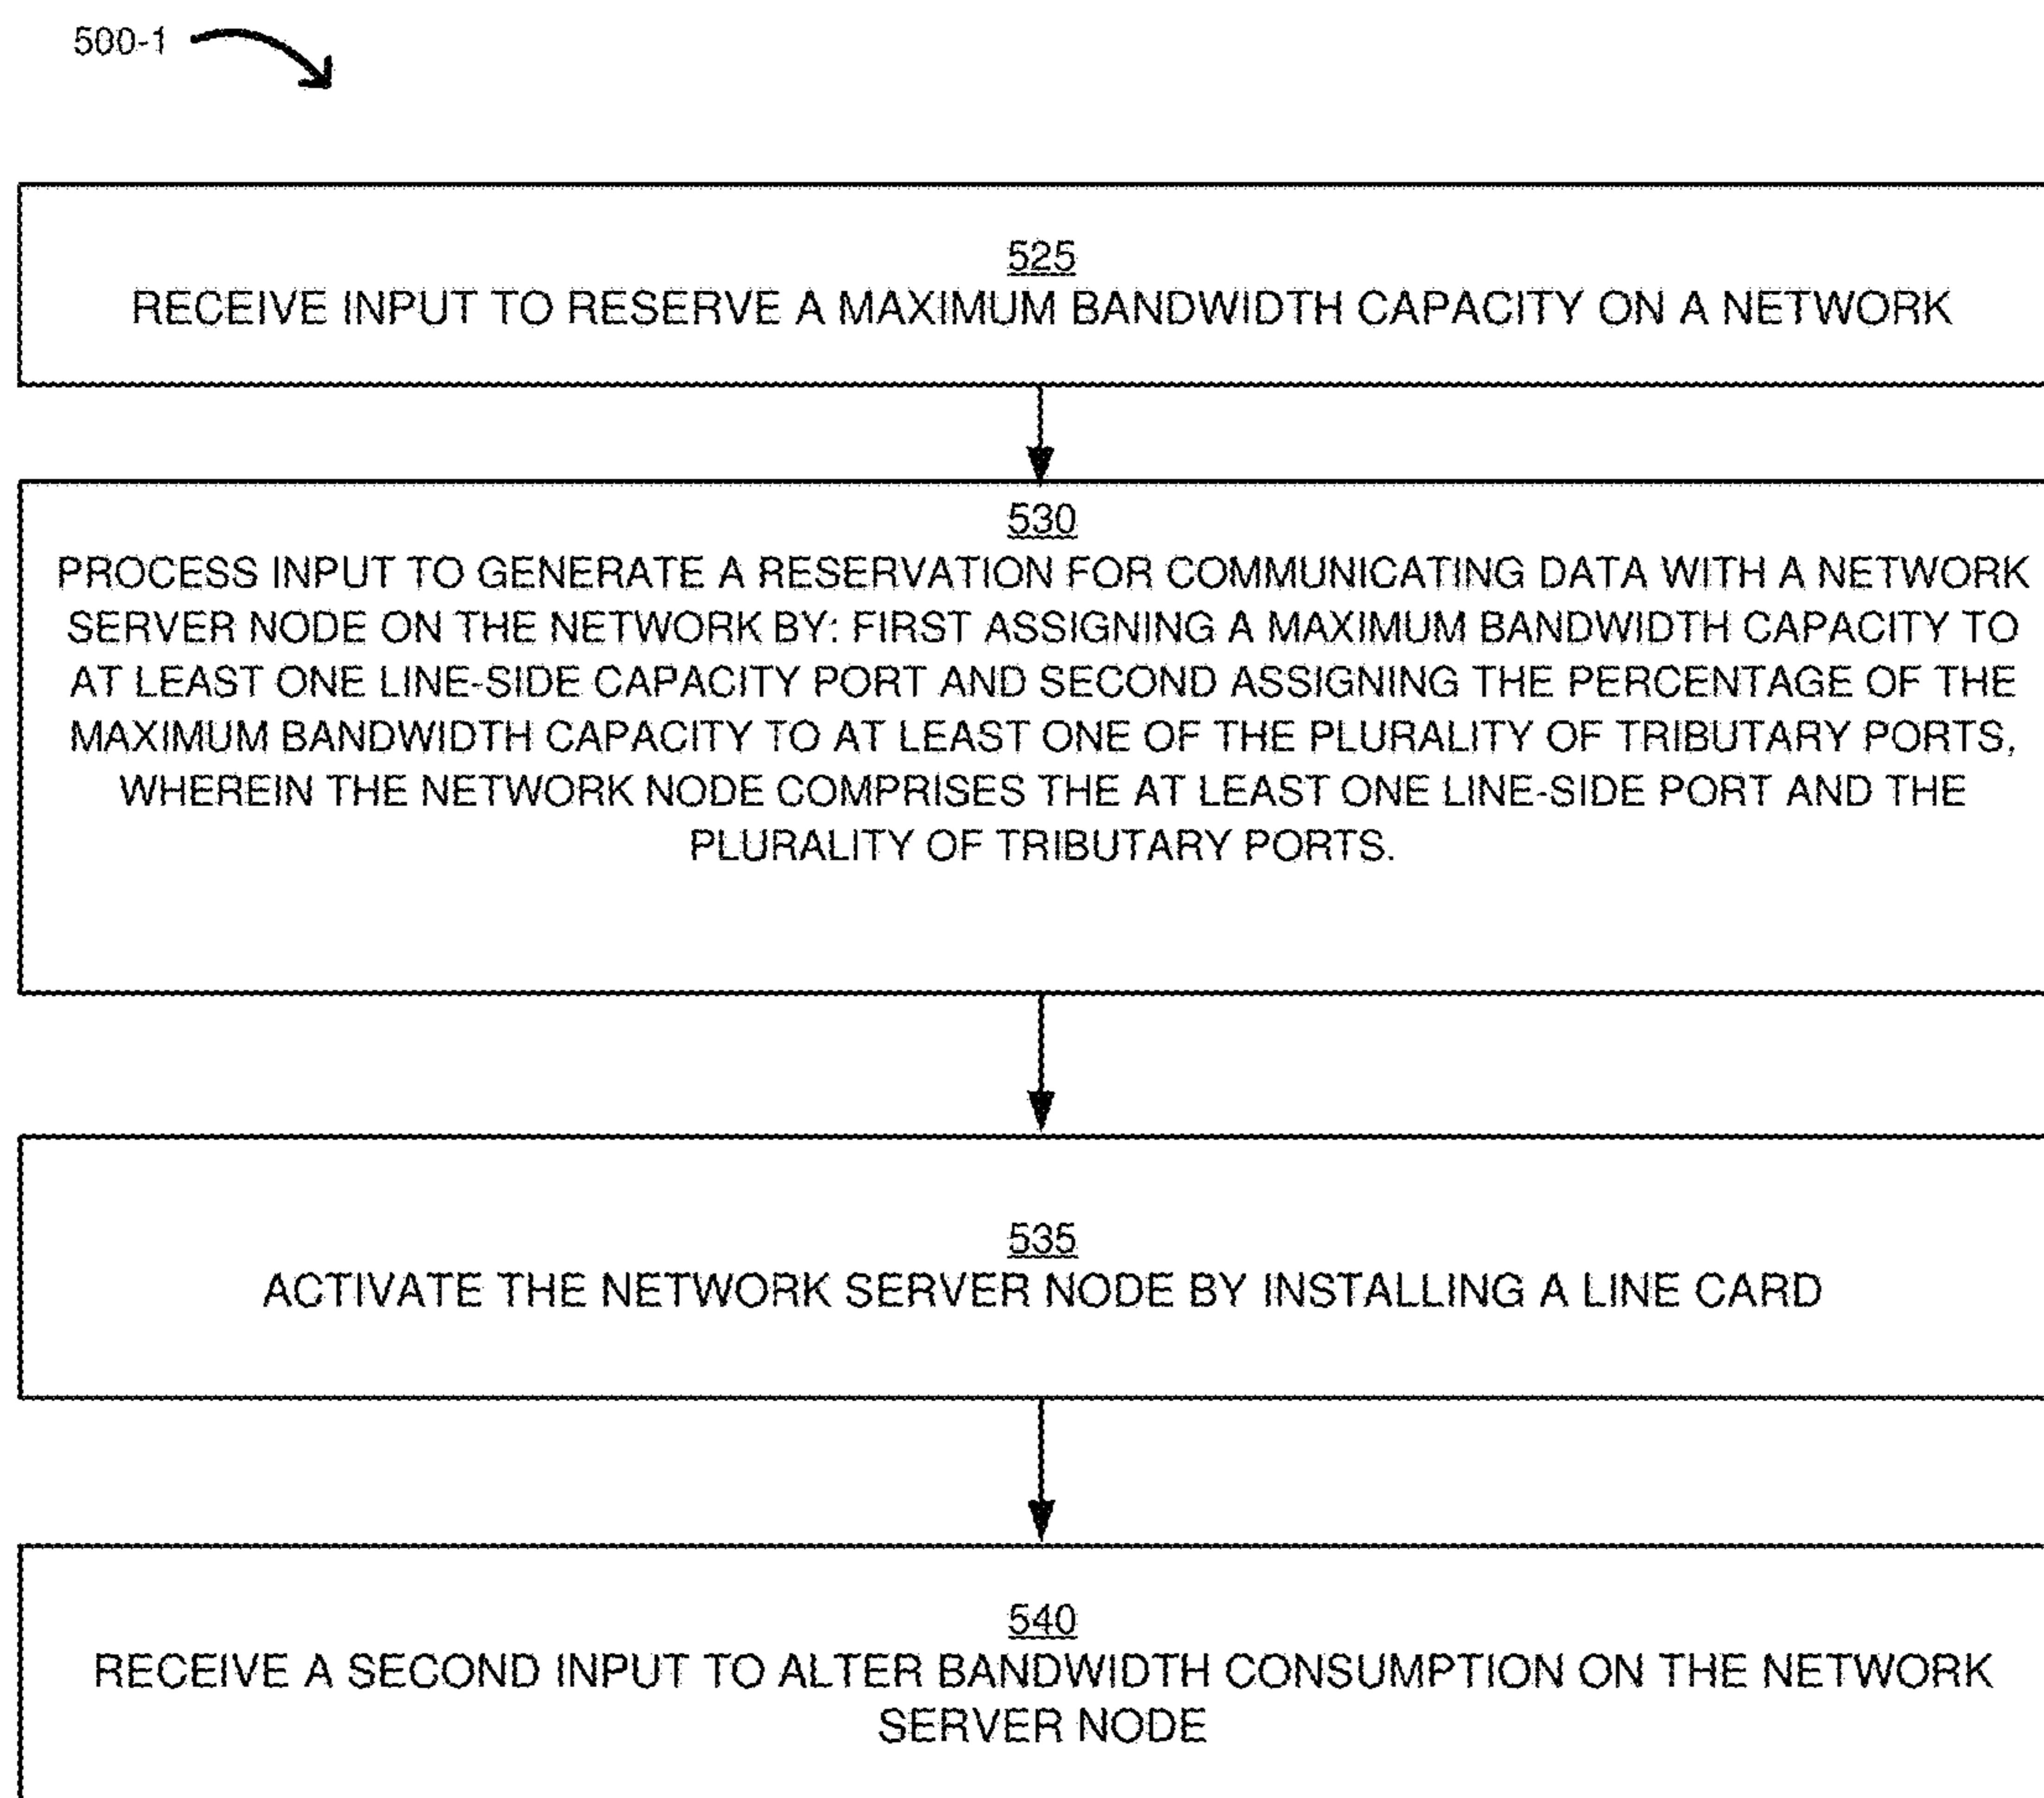 500-1
525
RECEIVE INPUT TO RESERVE A MAXIMUM BANDWIDTH CAPACITY ON A NETWORK
530
PROCESS INPUT TO GENERATE A RESERVATION FOR COMMUNICATING DATA WITH A NETWORK
SERVER NODE ON THE NETWORK BY: FIRST ASSIGNING A MAXIMUM BANDWIDTH CAPACITY TO
AT LEAST ONE LINE-SIDE CAPACITY PORT AND SECOND ASSIGNING THE PERCENTAGE OF THE
MAXIMUM BANDWIDTH CAPACITY TO AT LEAST ONE OF THE PLURALITY OF TRIBUTARY PORTS,
WHEREIN THE NETWORK NODE COMPRISES THE AT LEAST ONE LINE-SIDE PORT AND THE
PLURALITY OF TRIBUTARY PORTS.
535
ACTIVATE THE NETWORK SERVER NODE BY INSTALLING A LINE CARD
540
RECEIVE A SECOND INPUT TO ALTER BANDWIDTH CONSUMPTION ON THE NETWORK
SERVER NODE